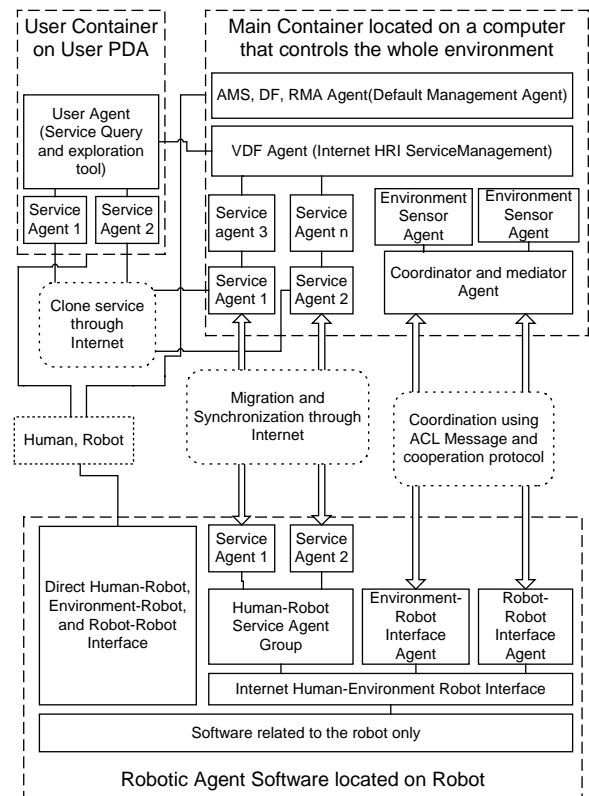 User Container
on User PDA
Main Container located on a computer
that controls the whole environment
User Agent
(Service Query
and exploration
tool)
AMS, DF, RMA Agent(Default Management Agent)
VDF Agent (Internet HRI ServiceManagement)
Service
Agent 1
Service
Agent 2
Service
agent 3
Service
Agent n
Environment
Sensor
Agent
Environment
Sensor
Agent
Service
Agent 1
Service
Agent 2
Coordinator and mediator
Agent
Clone service
through
Internet
Migration and
Synchronization through
Internet
Coordination using
ACL Message and
cooperation protocol
Human, Robot
Service
Agent 1
Service
Agent 2
Direct Human-Robot,
Environment-Robot,
and Robot-Robot
Interface
Human-Robot
Service Agent
Group
Environment-
Robot
Interface
Agent
Robot-
Robot
Interface
Agent
Internet Human-Environment Robot Interface
Software related to the robot only
Robotic Agent Software located on Robot